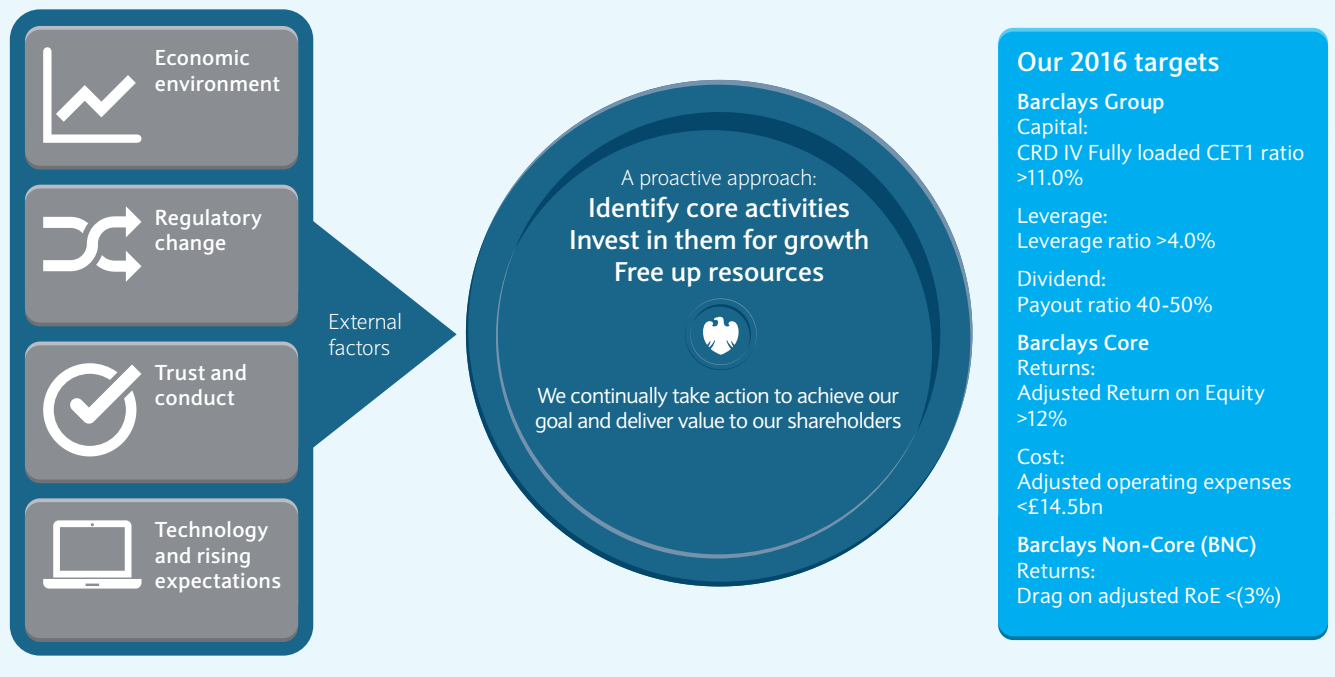 Economic
environment
Regulatory
change
Trust and
conduct
Technology
and rising
expectations
External
factors
A proactive approach:
Identify core activities
Invest in them for growth
Free up resources
We continually take action to achieve our
goal and deliver value to our shareholders
Our 2016 targets
Barclays Group
Capital:
CRD IV Fully loaded CET1 ratio
>11.0%
Leverage:
Leverage ratio >4.0%
Dividend:
Payout ratio 40-50%
Barclays Core
Returns:
Adjusted Return on Equity
>12%
Cost:
Adjusted operating expenses
<£14.5bn
Barclays Non-Core (BNC)
Returns:
Drag on adjusted RoE <(3%)